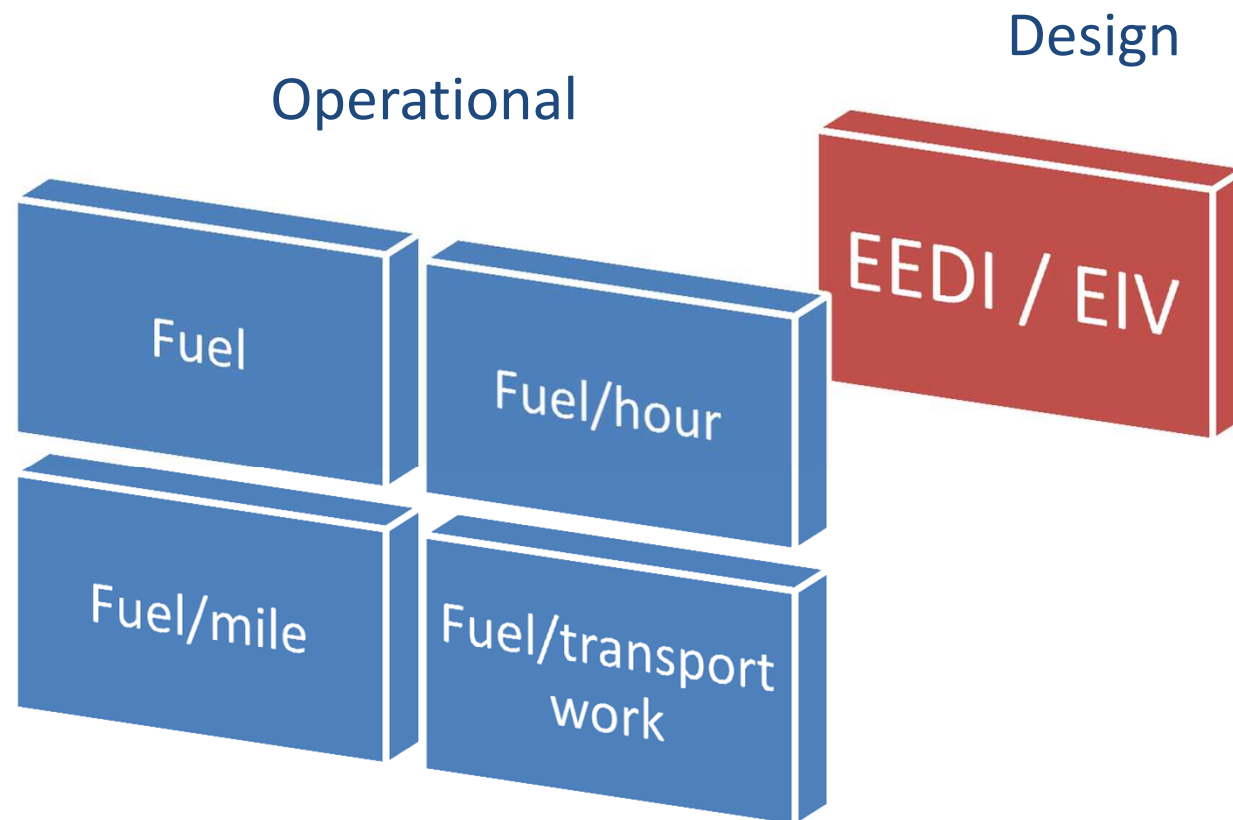 Design
Operational
EEDI / EIV
Fuel
Fuel/hour
Fuel/mile
Fuel/transport
work